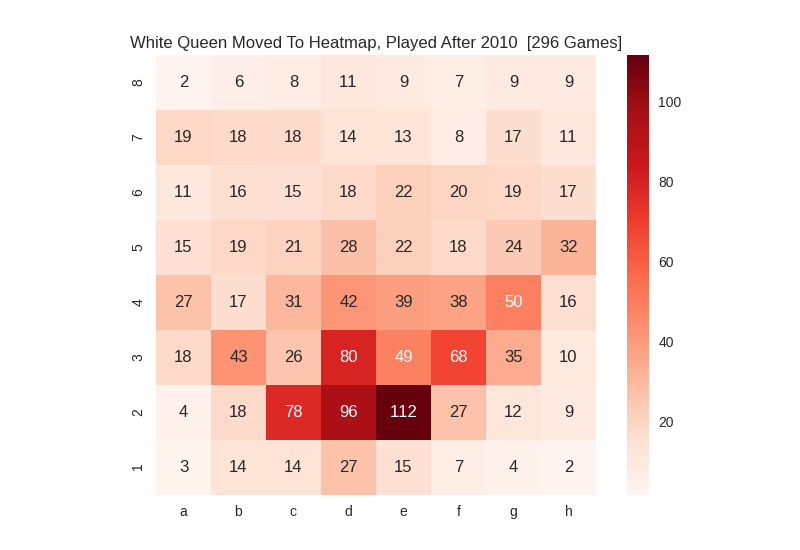 White Queen Moved To Heatmap, Played After 2010 [296 Games]
8 2 6 8 11 9 7 9 9
7 19 18 18 14 13 8 17 11
6 11 16 15 18 22 20 19 17
5 15 19 21 28 22 18 24 32
4 27 17 31 42 39 38 50 16
3 18 43 26 80 49 68 35 10
2 4 18 78 96 112 27 12 9
1 3 14 14 27 15 7 4 2
a b c d e f g h
100
80
60
40
20